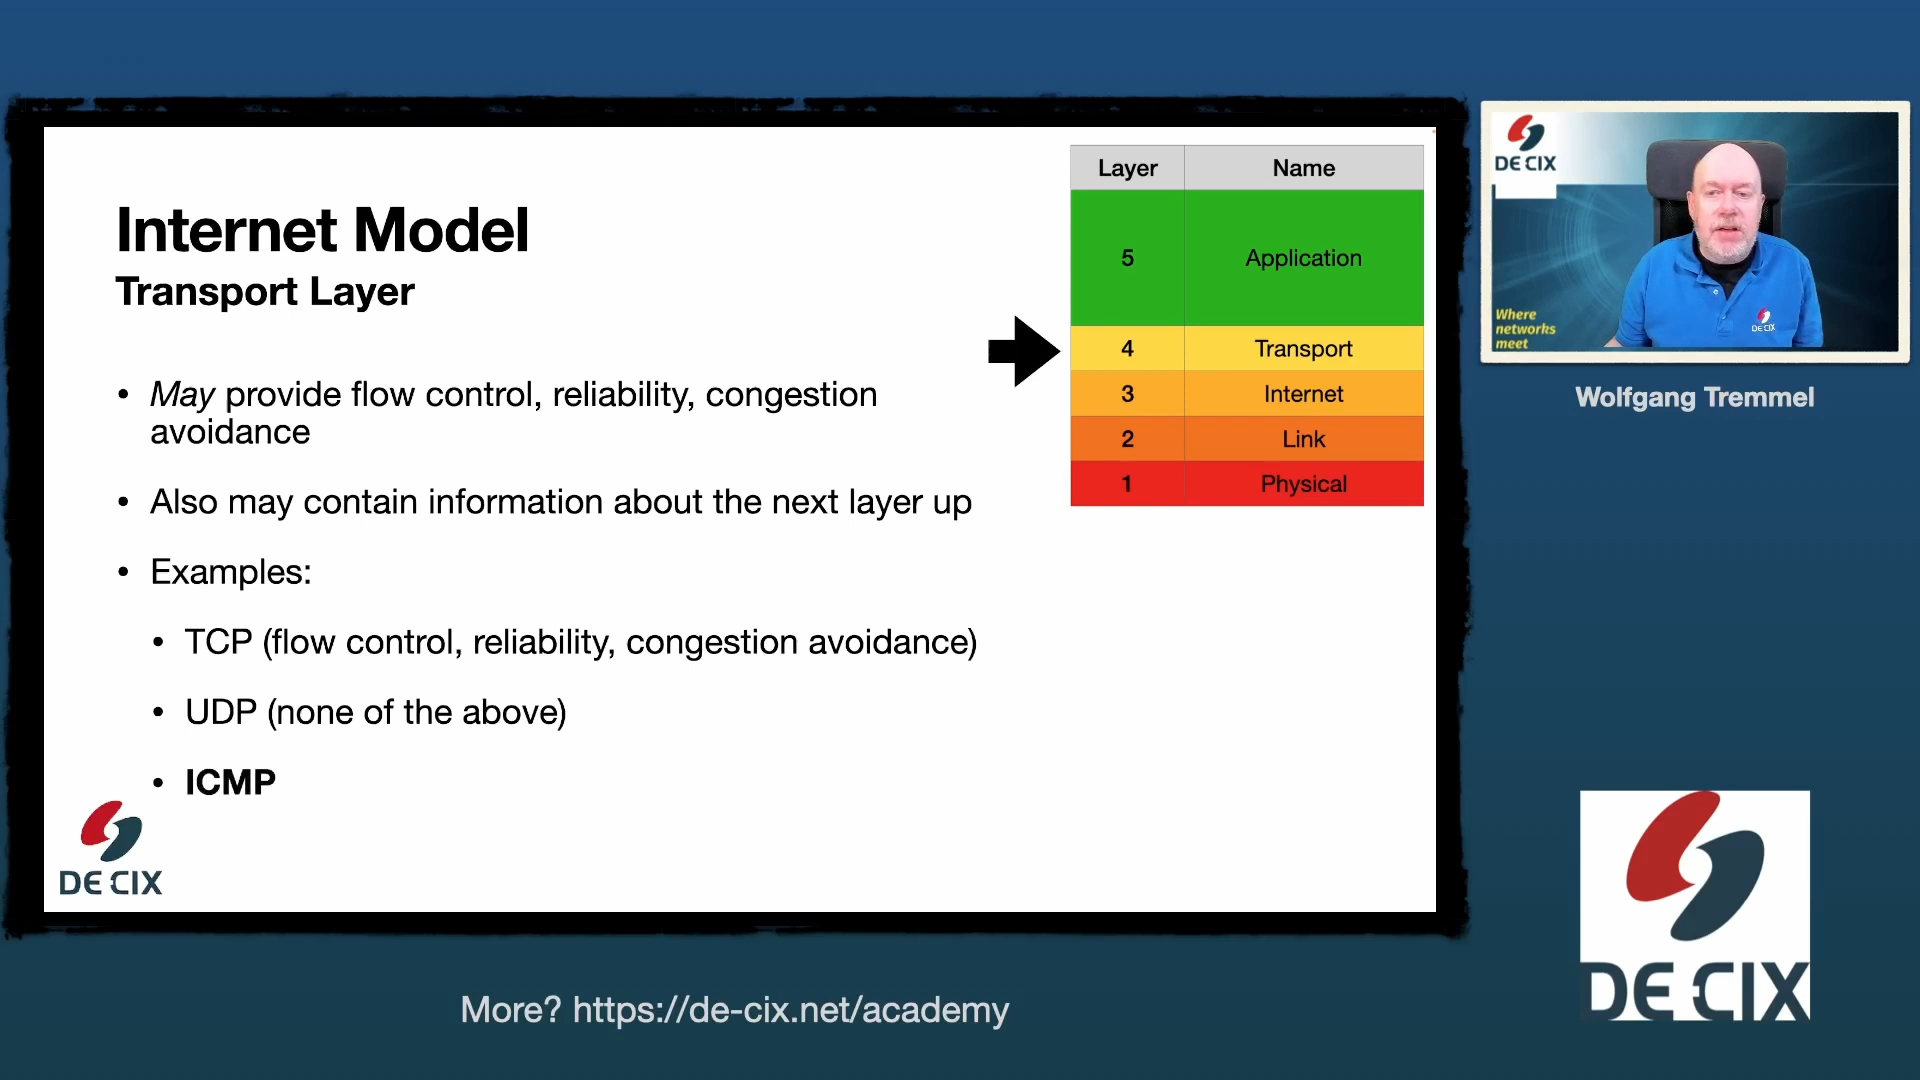 Internet Model
Transport Layer
• May provide flow control, reliability, congestion
avoidance
• Also may contain information about the next layer up
• Examples:
• TCP (flow control, reliability, congestion avoidance)
• UDP (none of the above)
• ICMP
DE CIX
Layer Name
5 Application
4 Transport
3 Internet
2 Link
1 Physical
DE CIX
Where
networks
meet
DE CIX
Wolfgang Tremmel
DE CIX
More? https://de-cix.net/academy